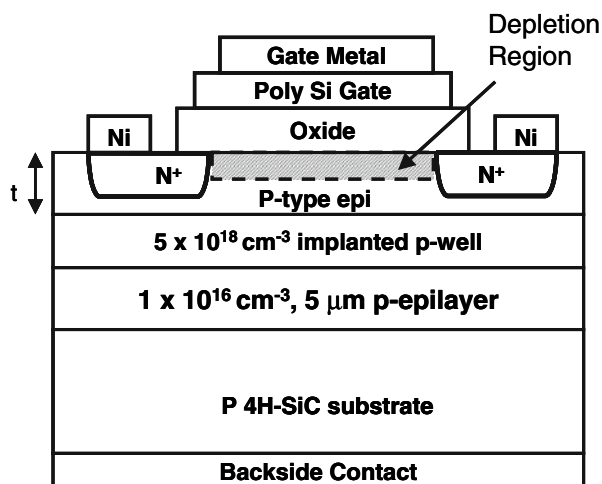 Depletion
Region
Gate Metal
Poly Si Gate
Oxide
Ni
Ni
N⁺
N⁺
t
P-type epi
5 x 10¹⁸ cm⁻³ implanted p-well
1 x 10¹⁶ cm⁻³, 5 μm p-epilayer
P 4H-SiC substrate
Backside Contact